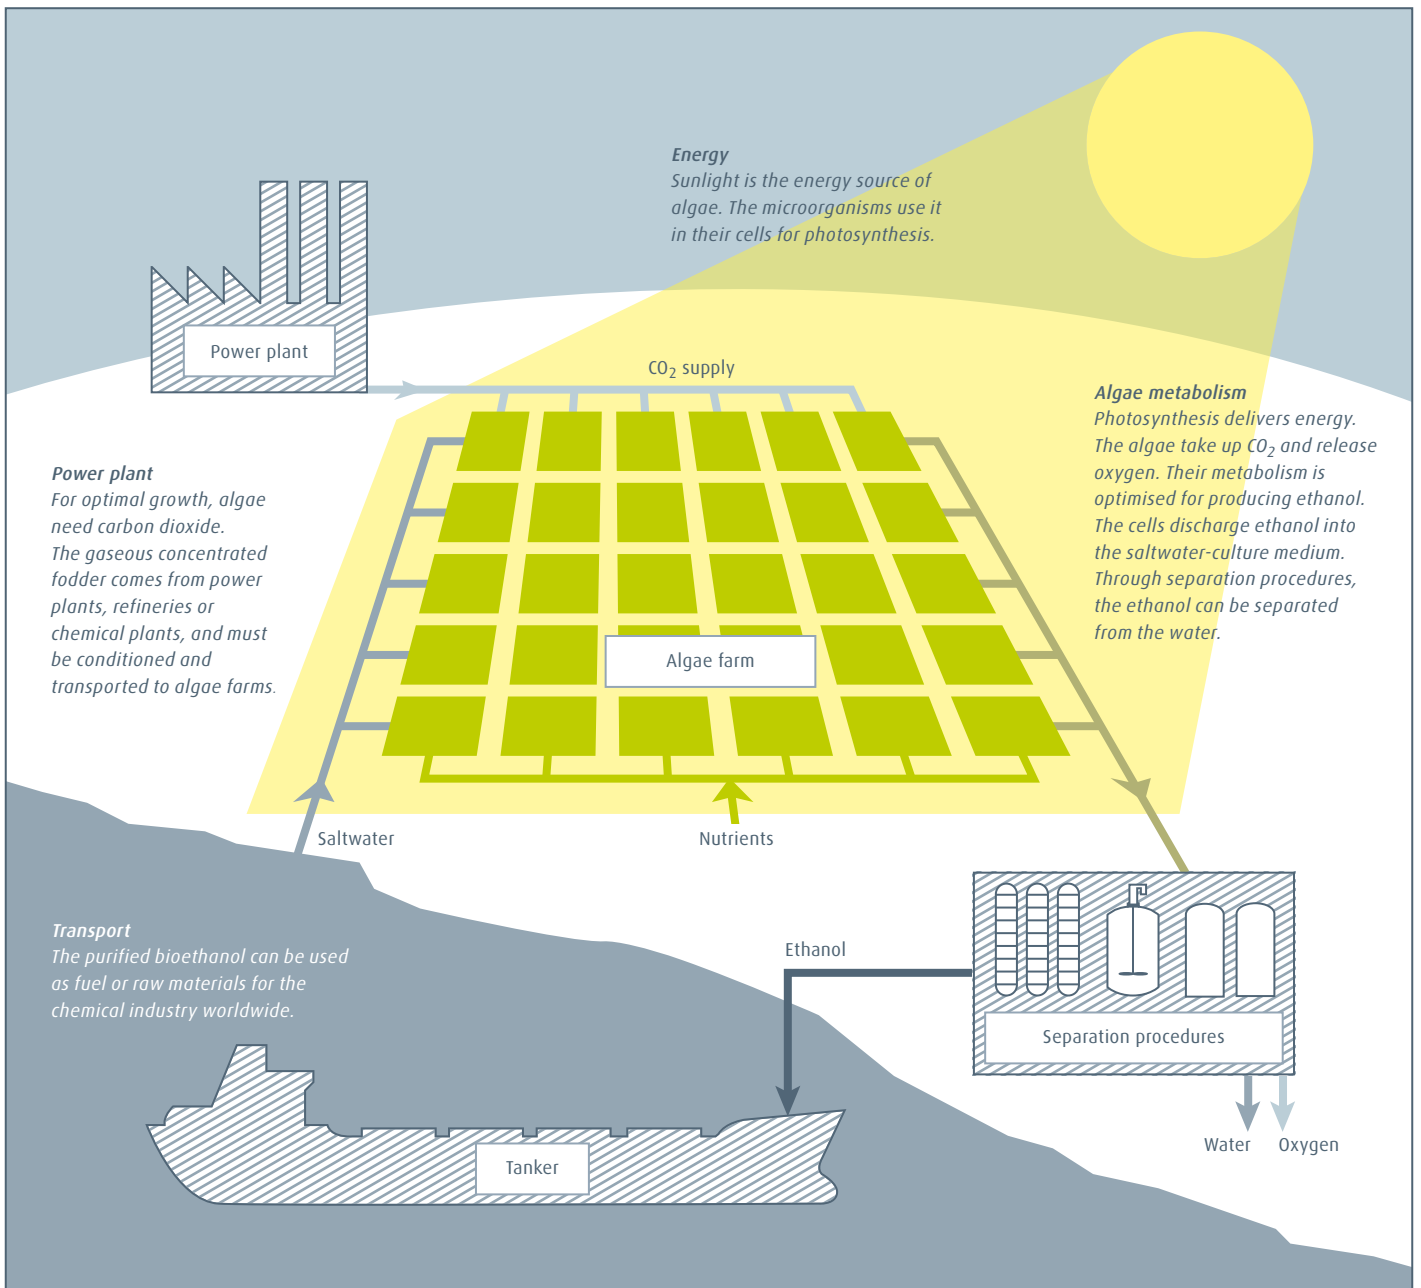 Energy
Sunlight is the energy source of
algae. The microorganisms use it
in their cells for photosynthesis.
Power plant
CO2 supply
Algae metabolism
Photosynthesis delivers energy.
The algae take up CO2 and release
oxygen. Their metabolism is
optimised for producing ethanol.
The cells discharge ethanol into
the saltwater-culture medium.
Through separation procedures,
the ethanol can be separated
from the water.
Power plant
For optimal growth, algae
need carbon dioxide.
The gaseous concentrated
fodder comes from power
plants, refineries or
chemical plants, and must
be conditioned and
transported to algae farms.
Algae farm
Saltwater
Nutrients
Transport
The purified bioethanol can be used
as fuel or raw materials for the
chemical industry worldwide.
Ethanol
Separation procedures
Water
Oxygen
Tanker